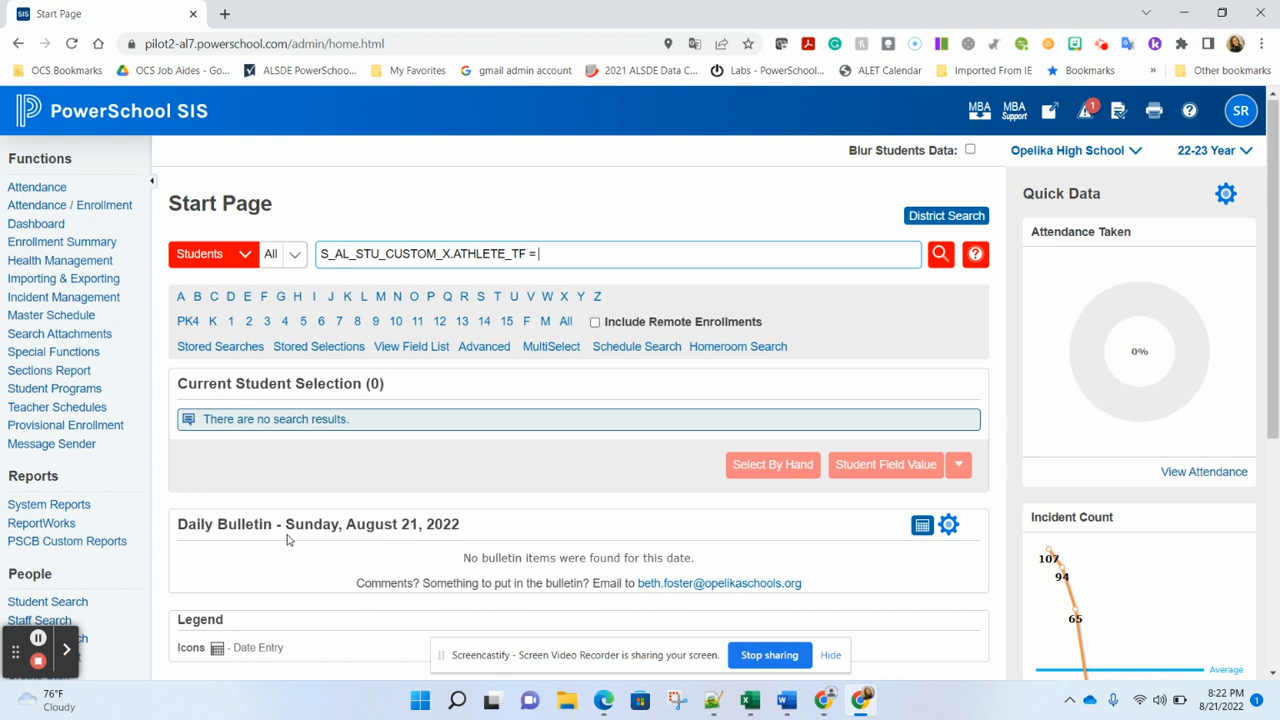 SIS Start Page
pilot2-al7.powerschool.com/admin/home.html
OCS Bookmarks OCS Job Aides - Go... ALSDE PowerSchoo... My Favorites gmail admin account 2021 ALSDE Data C... Labs - PowerSchoo... ALET Calendar Imported From IE Bookmarks » Other bookmarks
PowerSchool SIS
MBA MBA Support 1 SR
Blur Students Data: Opelika High School 22-23 Year
Functions
Attendance
Attendance / Enrollment
Dashboard
Enrollment Summary
Health Management
Importing & Exporting
Incident Management
Master Schedule
Search Attachments
Special Functions
Sections Report
Student Programs
Teacher Schedules
Provisional Enrollment
Message Sender
Reports
System Reports
ReportWorks
PSCB Custom Reports
People
Student Search
Staff Search
Start Page
District Search
Students All S_AL_STU_CUSTOM_X.ATHLETE_TF =
A B C D E F G H I J K L M N O P Q R S T U V W X Y Z
PK4 K 1 2 3 4 5 6 7 8 9 10 11 12 13 14 15 F M All Include Remote Enrollments
Stored Searches Stored Selections View Field List Advanced MultiSelect Schedule Search Homeroom Search
Current Student Selection (0)
There are no search results.
Select By Hand Student Field Value
Daily Bulletin - Sunday, August 21, 2022
No bulletin items were found for this date.
Comments? Something to put in the bulletin? Email to beth.foster@opelikaschools.org
Legend
Icons - Date Entry
Quick Data
Attendance Taken
0%
View Attendance
Incident Count
107
94
65
Average
Screencastify - Screen Video Recorder is sharing your screen. Stop sharing Hide
76°F
Cloudy
8:22 PM
8/21/2022
1